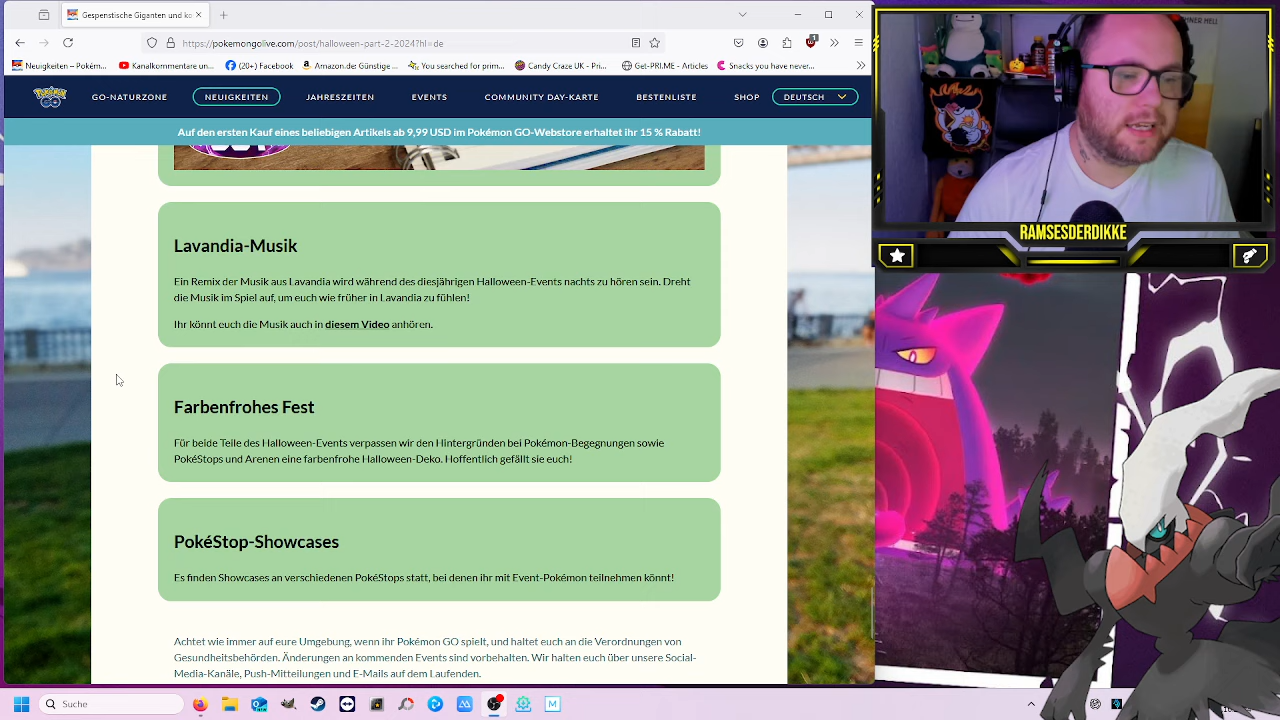 Gespenstische Giganten und ko
https://pokemongolive.com/post/halloween-part-2-2024?hl=de
1
Neuigkeiten – Pokém...
Kanalkommentare un...
(20+) Facebook
You searched for prim...
Candy Craze UK - Pri...
Get-PRI.ME - Articles
Snacks you have never...
POKÉMON GO
GO-NATURZONE
NEUIGKEITEN
JAHRESZEITEN
EVENTS
COMMUNITY DAY-KARTE
BESTENLISTE
SHOP
DEUTSCH
Auf den ersten Kauf eines beliebigen Artikels ab 9,99 USD im Pokémon GO-Webstore erhaltet ihr 15 % Rabatt!
Lavandia-Musik
Ein Remix der Musik aus Lavandia wird während des diesjährigen Halloween-Events nachts zu hören sein. Dreht
die Musik im Spiel auf, um euch wie früher in Lavandia zu fühlen!
Ihr könnt euch die Musik auch in diesem Video anhören.
Farbenfrohes Fest
Für beide Teile des Halloween-Events verpassen wir den Hintergründen bei Pokémon-Begegnungen sowie
PokéStops und Arenen eine farbenfrohe Halloween-Deko. Hoffentlich gefällt sie euch!
PokéStop-Showcases
Es finden Showcases an verschiedenen PokéStops statt, bei denen ihr mit Event-Pokémon teilnehmen könnt!
Achtet wie immer auf eure Umgebung, wenn ihr Pokémon GO spielt, und haltet euch an die Verordnungen von
Gesundheitsbehörden. Änderungen an kommenden Events sind vorbehalten. Wir halten euch über unsere Social-
Media-Kanäle, Push-Mitteilungen und E-Mails auf dem Laufenden.
RAMSESDERDIKKE
Suche
M